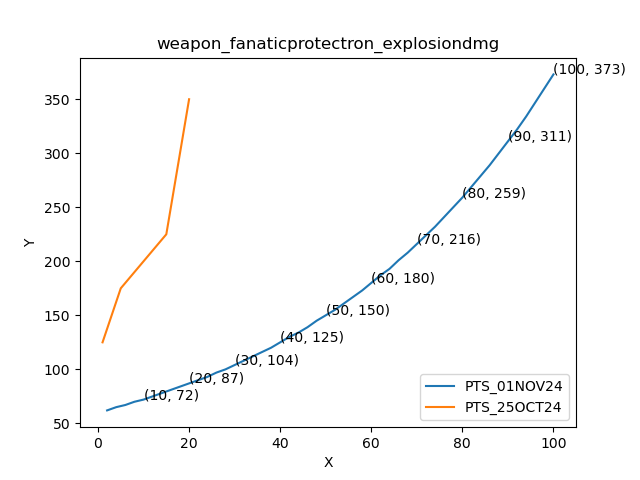 weapon_fanaticprotectron_explosiondmg
Y
350
300
250
200
150
100
50
(100, 373)
(90, 311)
(80, 259)
(70, 216)
(60, 180)
(50, 150)
(40, 125)
(30, 104)
(20, 87)
(10, 72)
PTS_01NOV24
PTS_25OCT24
0 20 40 60 80 100
X